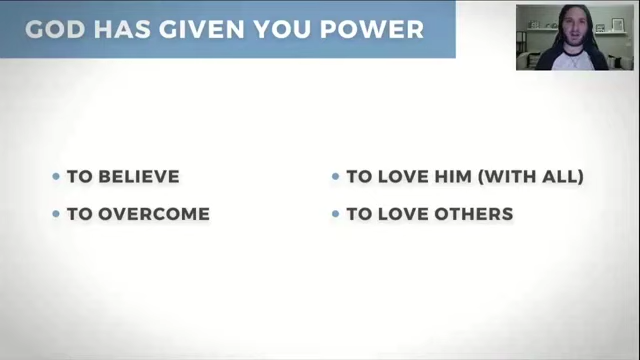 GOD HAS GIVEN YOU POWER
• TO BELIEVE
• TO OVERCOME
• TO LOVE HIM (WITH ALL)
• TO LOVE OTHERS